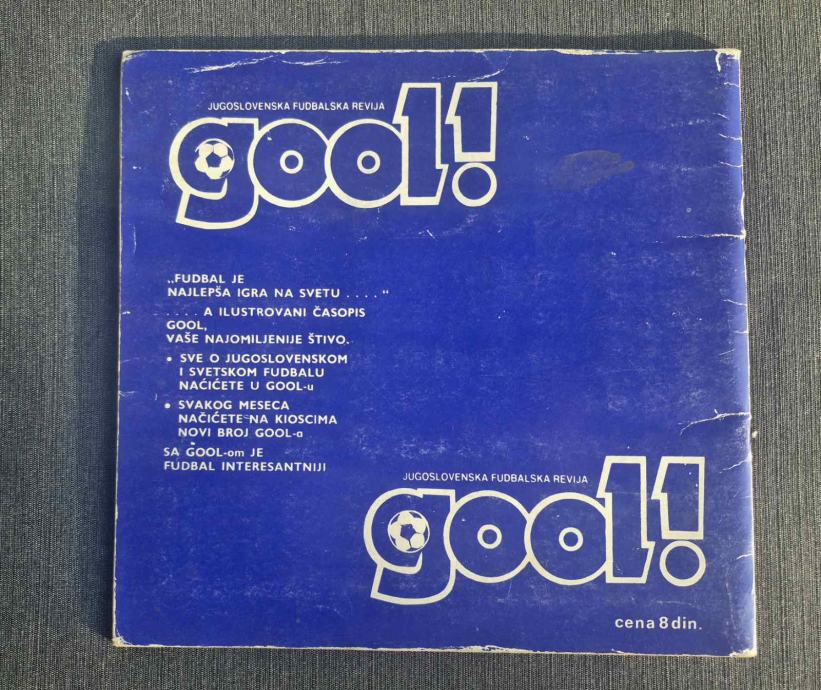 JUGOSLOVENSKA FUDBALSKA REVIJA
gool!
„FUDBAL JE
NAJLEPŠA IGRA NA SVETU . . . . “
. . . . A ILUSTROVANI ČASOPIS
GOOL,
VAŠE NAJOMILJENIJE ŠTIVO.
• SVE O JUGOSLOVENSKOM
I SVETSKOM FUDBALU
NAĆIĆETE U GOOL-u
• SVAKOG MESECA
NAČIĆETE NA KIOSCIMA
NOVI BROJ GOOL-a
SA GOOL-om JE
FUDBAL INTERESANTNIJI
JUGOSLOVENSKA FUDBALSKA REVIJA
gool!
cena 8 din.